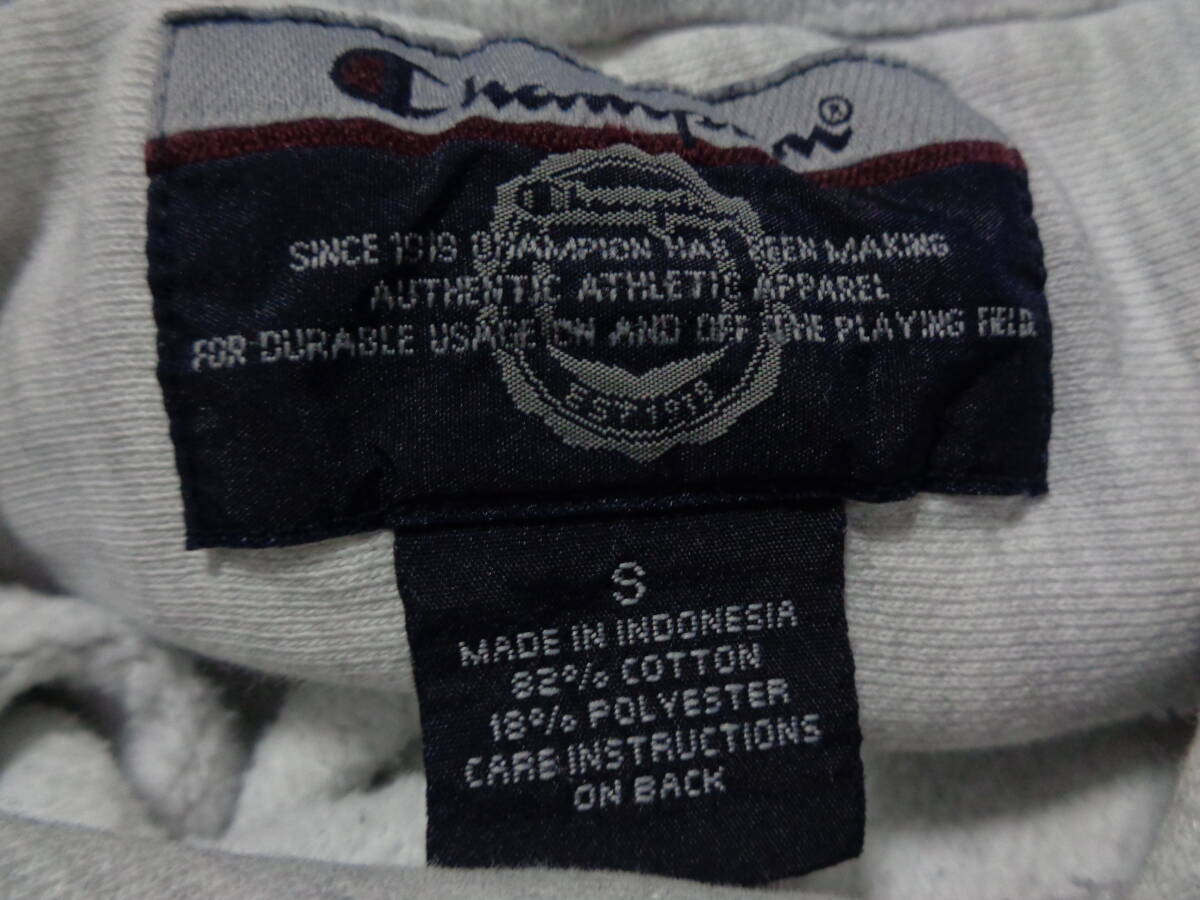 Champion®
Champion
SINCE 1919 CHAMPION HAS BEEN MAKING
AUTHENTIC ATHLETIC APPAREL
FOR DURABLE USAGE ON AND OFF THE PLAYING FIELD.
EST. 1919
S
MADE IN INDONESIA
82% COTTON
18% POLYESTER
CARE INSTRUCTIONS
ON BACK